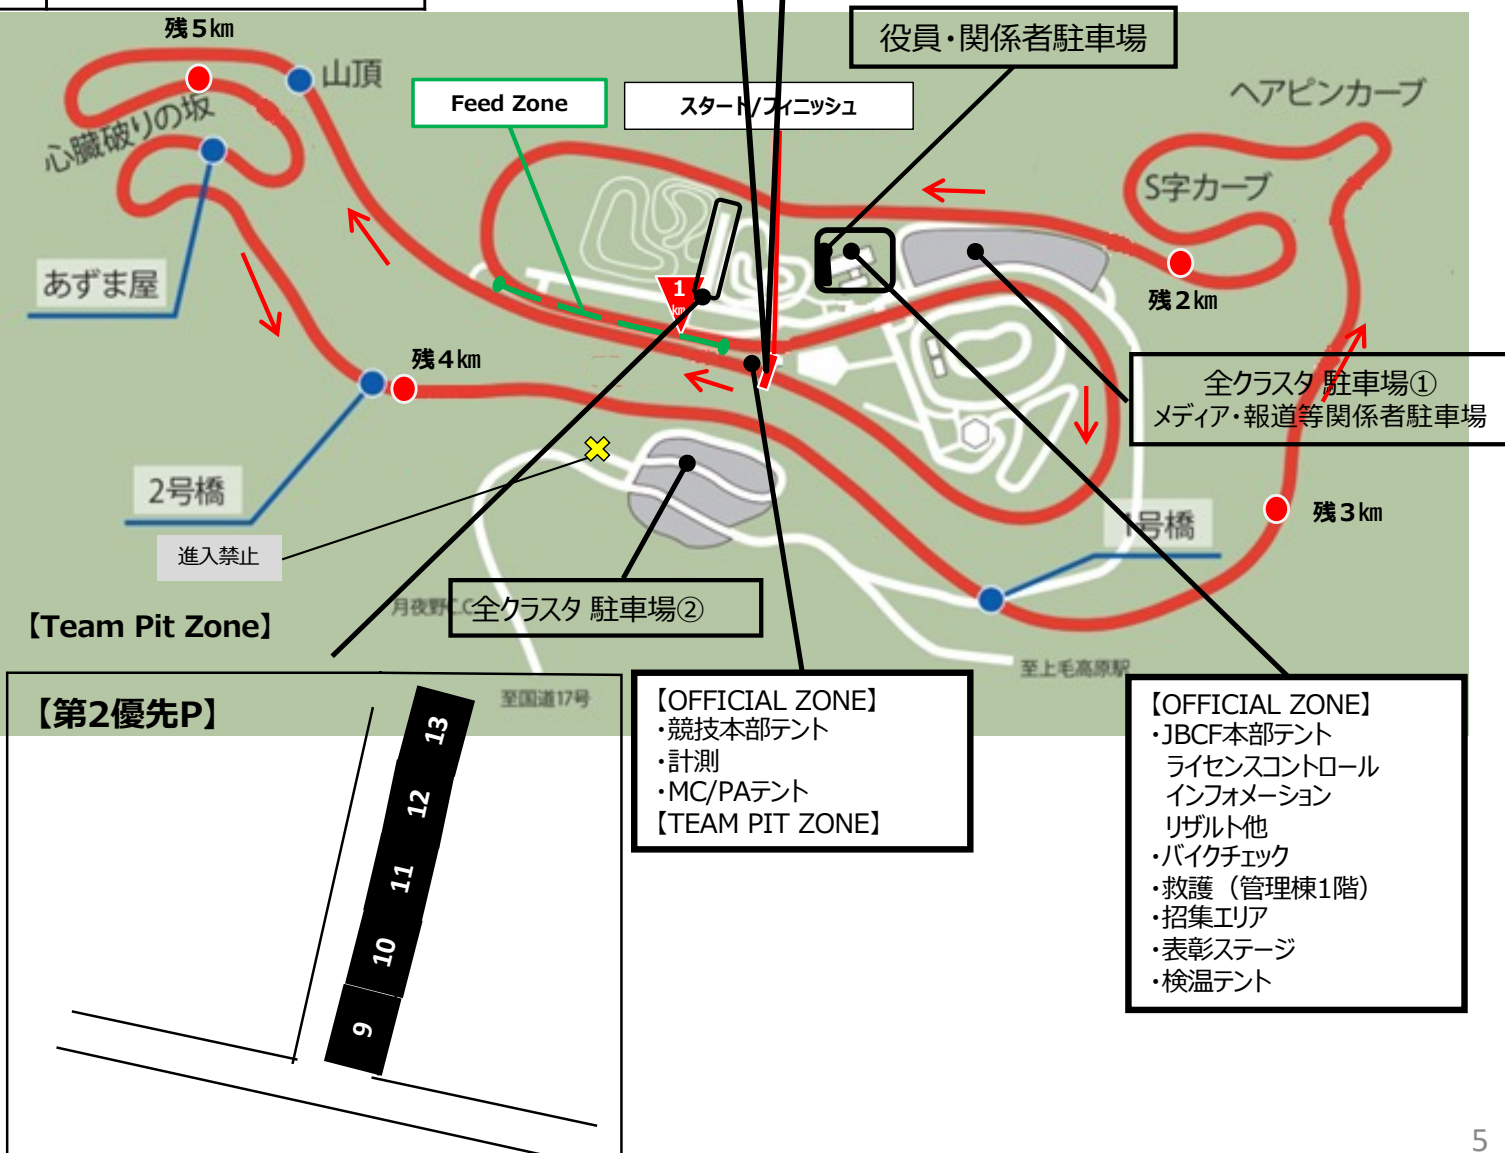 残5㎞
役員・関係者駐車場
山頂
Feed Zone
スタート/フィニッシュ
ヘアピンカーブ
心臓破りの坂
S字カーブ
あずま屋
1
km
残2㎞
残4㎞
全クラスタ 駐車場①
メディア・報道等関係者駐車場
2号橋
残3㎞
1号橋
進入禁止
月夜野C.C
全クラスタ 駐車場②
【Team Pit Zone】
至上毛高原駅
至国道17号
【第2優先P】
13
12
11
10
9
【OFFICIAL ZONE】
・競技本部テント
・計測
・MC/PAテント
【TEAM PIT ZONE】
【OFFICIAL ZONE】
・JBCF本部テント
ライセンスコントロール
インフォメーション
リザルト他
・バイクチェック
・救護（管理棟1階）
・招集エリア
・表彰ステージ
・検温テント
5